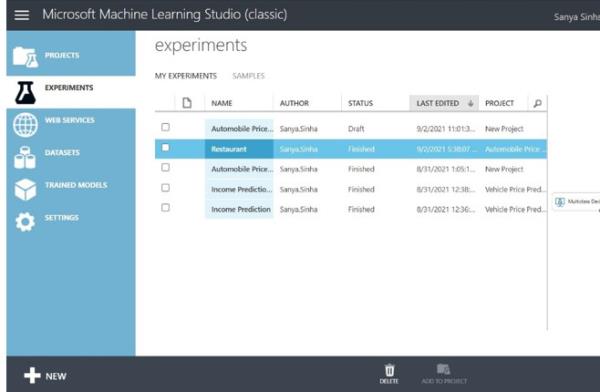 Microsoft Machine Learning Studio (classic)
Sanya Sinha
PROJECTS
EXPERIMENTS
WEB SERVICES
DATASETS
TRAINED MODELS
SETTINGS
experiments
MY EXPERIMENTS SAMPLES
NAME AUTHOR STATUS LAST EDITED PROJECT
Automobile Price... Sanya.Sinha Draft 9/2/2021 11:01:3... New Project
Restaurant Sanya.Sinha Finished 9/2/2021 5:38:07 ... Automobile Price ...
Automobile Price... Sanya.Sinha Finished 8/31/2021 1:05:1... New Project
Income Predictio... Sanya.Sinha Finished 8/31/2021 12:38:... Vehicle Price Pred...
Income Prediction Sanya.Sinha Finished 8/31/2021 12:36:... Vehicle Price Pred...
Multiclass Deci
NEW
DELETE
ADD TO PROJECT